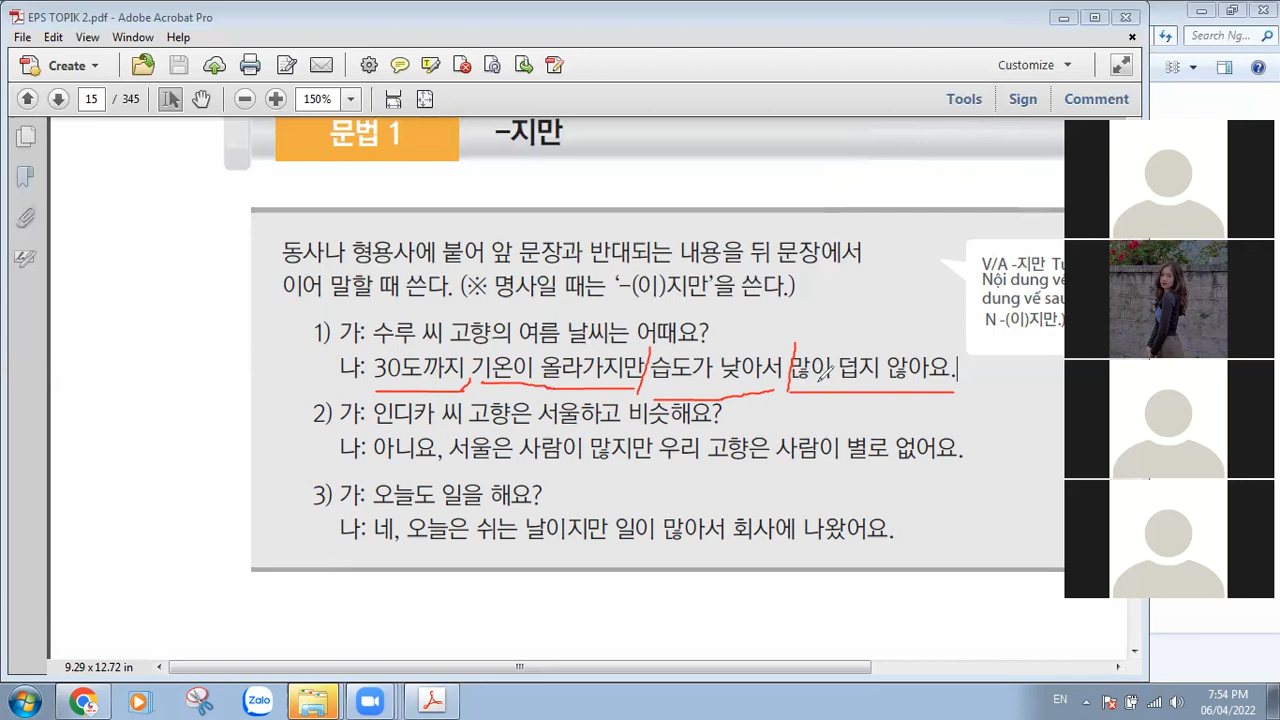 EPS TOPIK 2.pdf - Adobe Acrobat Pro
File Edit View Window Help
Search Ng...
Create
Customize
15 / 345
150%
Tools Sign Comment
문법 1 –지만
동사나 형용사에 붙어 앞 문장과 반대되는 내용을 뒤 문장에서
이어 말할 때 쓴다. (※ 명사일 때는 ‘–(이)지만’을 쓴다.)
V/A -지만
Nội dung
dung vế sau
N -(이)지만.)
1) 가: 수루 씨 고향의 여름 날씨는 어때요?
나: 30도까지 기온이 올라가지만 습도가 낮아서 많이 덥지 않아요.
2) 가: 인디카 씨 고향은 서울하고 비슷해요?
나: 아니요, 서울은 사람이 많지만 우리 고향은 사람이 별로 없어요.
3) 가: 오늘도 일을 해요?
나: 네, 오늘은 쉬는 날이지만 일이 많아서 회사에 나왔어요.
9.29 x 12.72 in
Zalo
EN
7:54 PM
06/04/2022